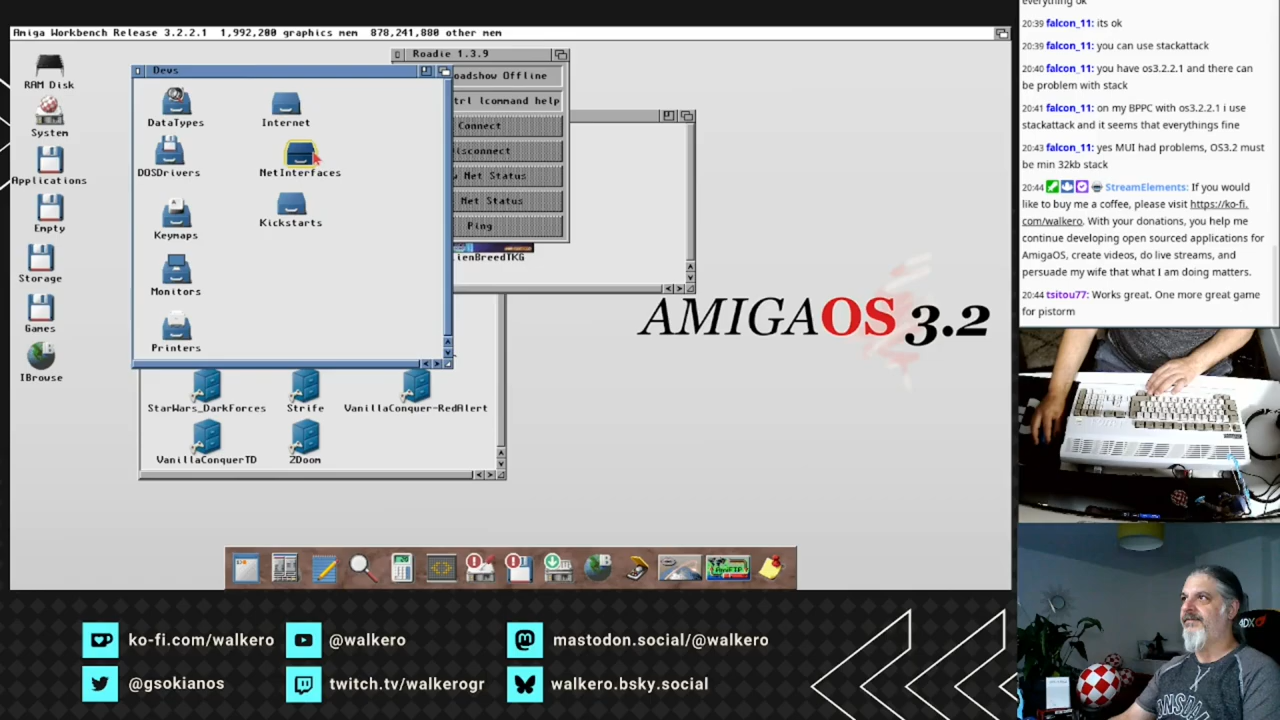 Amiga Workbench Release 3.2.2.1  1,992,200 graphics mem  878,241,880 other mem
RAM Disk
System
Applications
Empty
Storage
Games
IBrowse
Devs
DataTypes
Internet
DOSDrivers
NetInterfaces
Keymaps
Kickstarts
Monitors
Printers
Roadie 1.3.9
oadshow Offline
trl lcommand help
Connect
isconnect
Net Status
Net Status
Ping
lienBreedTKG
StarWars_DarkForces
Strife
VanillaConquer-RedAlert
VanillaConquerTD
ZDoom
AMIGAOS 3.2
everything ok
20:39 falcon_11: its ok
20:39 falcon_11: you can use stackattack
20:40 falcon_11: you have os3.2.2.1 and there can
be problem with stack
20:41 falcon_11: on my BPPC with os3.2.2.1 i use
stackattack and it seems that everythings fine
20:43 falcon_11: yes MUI had problems, OS3.2 must
be min 32kb stack
20:44 StreamElements: If you would
like to buy me a coffee, please visit https://ko-fi.
com/walkero. With your donations, you help me
continue developing open sourced applications for
AmigaOS, create videos, do live streams, and
persuade my wife that what I am doing matters.
20:44 tsitou77: Works great. One more great game
for pistorm
ko-fi.com/walkero
@walkero
mastodon.social/@walkero
@gsokianos
twitch.tv/walkerogr
walkero.bsky.social